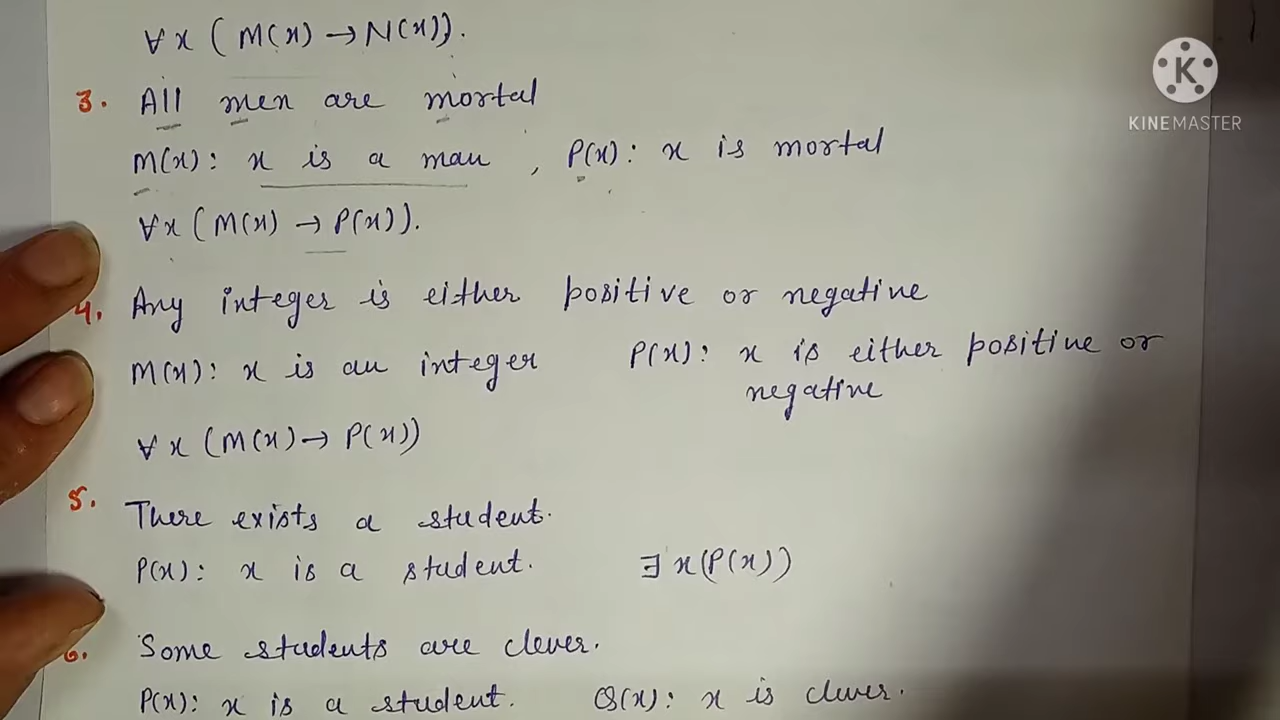 ∀x (M(x) → N(x)).
3. All men are mortal
M(x): x is a man , P(x): x is mortal
∀x (M(x) → P(x)).
4. Any integer is either positive or negative
M(x): x is an integer P(x): x is either positive or
negative
∀x (M(x) → P(x))
5. There exists a student.
P(x): x is a student. ∃x(P(x))
6. Some students are clever.
P(x): x is a student. Q(x): x is clever.
K
KINEMASTER